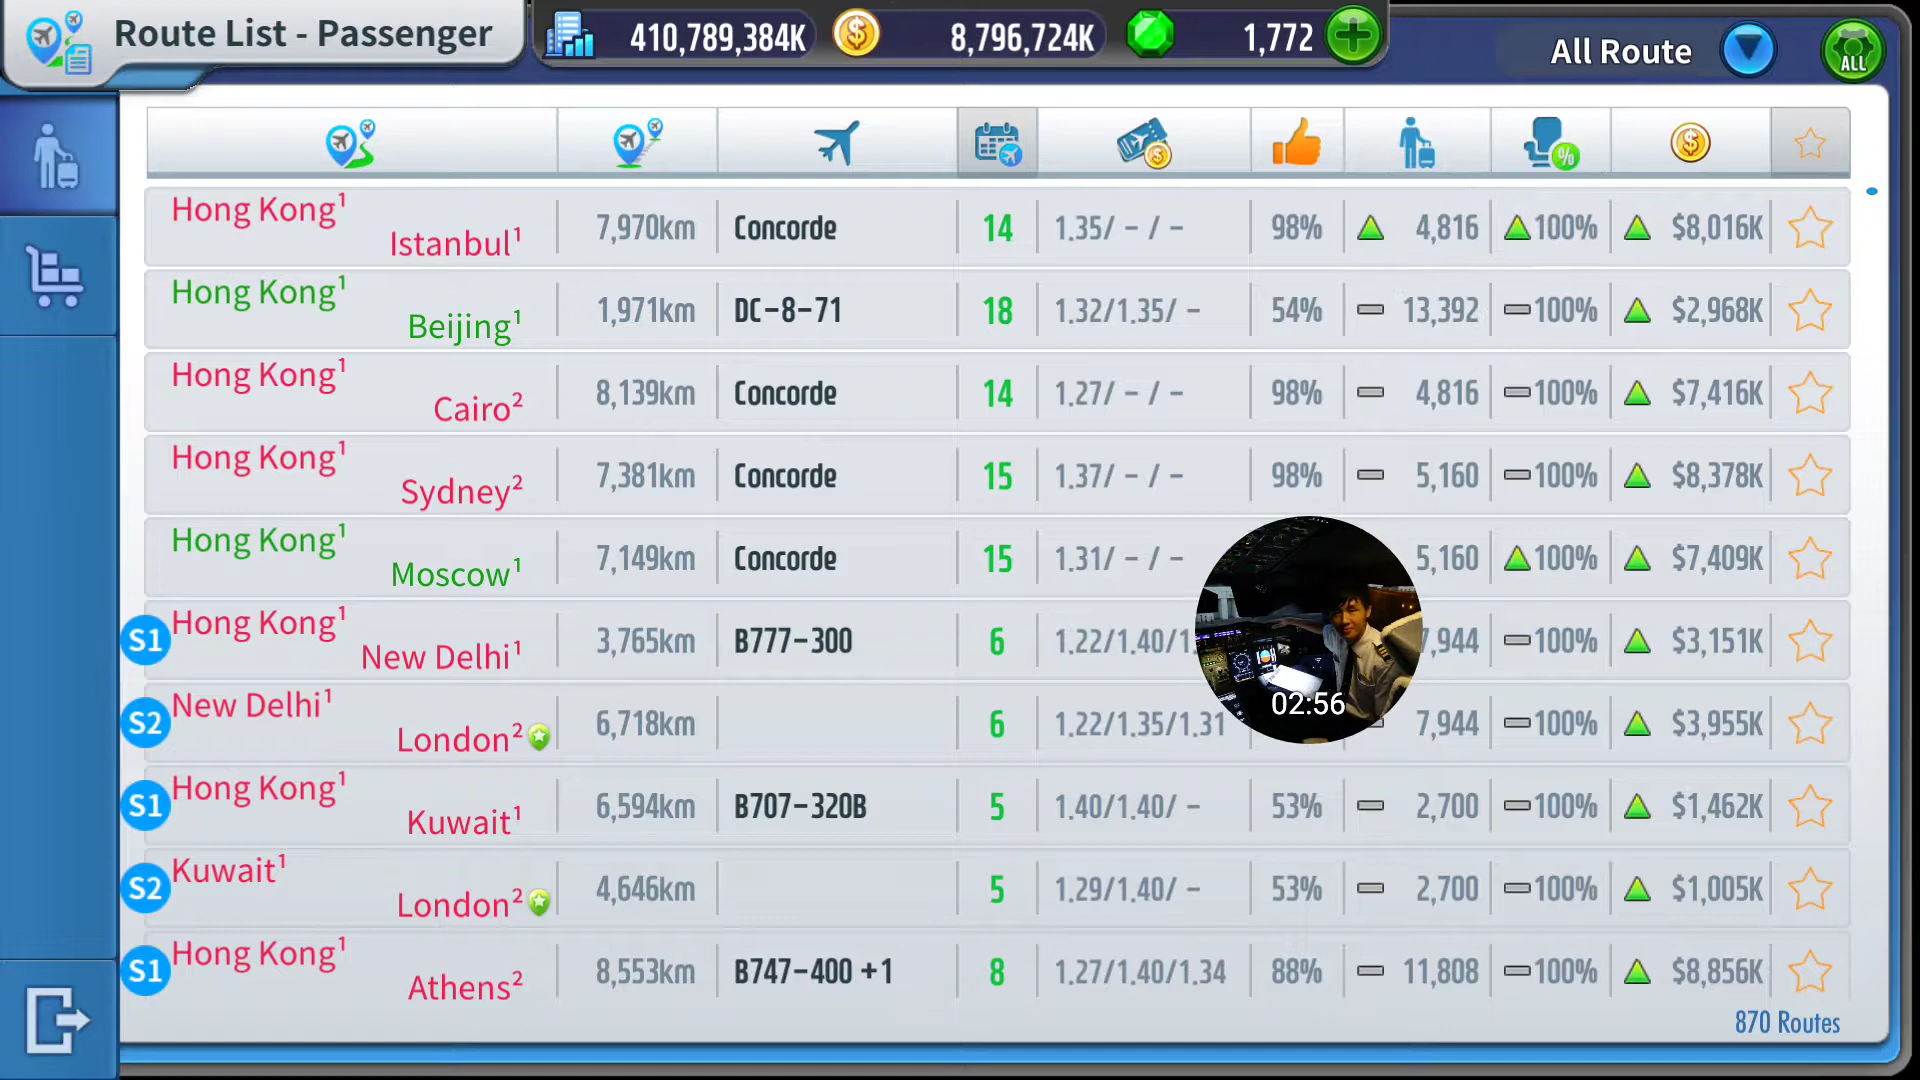 Route List - Passenger
410,789,384K
8,796,724K
1,772
All Route
ALL
%
Hong Kong¹ Istanbul¹ 7,970km Concorde 14 1.35/ - / - 98% 4,816 100% $8,016K
Hong Kong¹ Beijing¹ 1,971km DC-8-71 18 1.32/1.35/ - 54% 13,392 100% $2,968K
Hong Kong¹ Cairo² 8,139km Concorde 14 1.27/ - / - 98% 4,816 100% $7,416K
Hong Kong¹ Sydney² 7,381km Concorde 15 1.37/ - / - 98% 5,160 100% $8,378K
Hong Kong¹ Moscow¹ 7,149km Concorde 15 1.31/ - / - 5,160 100% $7,409K
S1 Hong Kong¹ New Delhi¹ 3,765km B777-300 6 1.22/1.40/ 7,944 100% $3,151K
S2 New Delhi¹ London² 6,718km 6 1.22/1.35/1.31 7,944 100% $3,955K
02:56
S1 Hong Kong¹ Kuwait¹ 6,594km B707-320B 5 1.40/1.40/ - 53% 2,700 100% $1,462K
S2 Kuwait¹ London² 4,646km 5 1.29/1.40/ - 53% 2,700 100% $1,005K
S1 Hong Kong¹ Athens² 8,553km B747-400 +1 8 1.27/1.40/1.34 88% 11,808 100% $8,856K
870 Routes